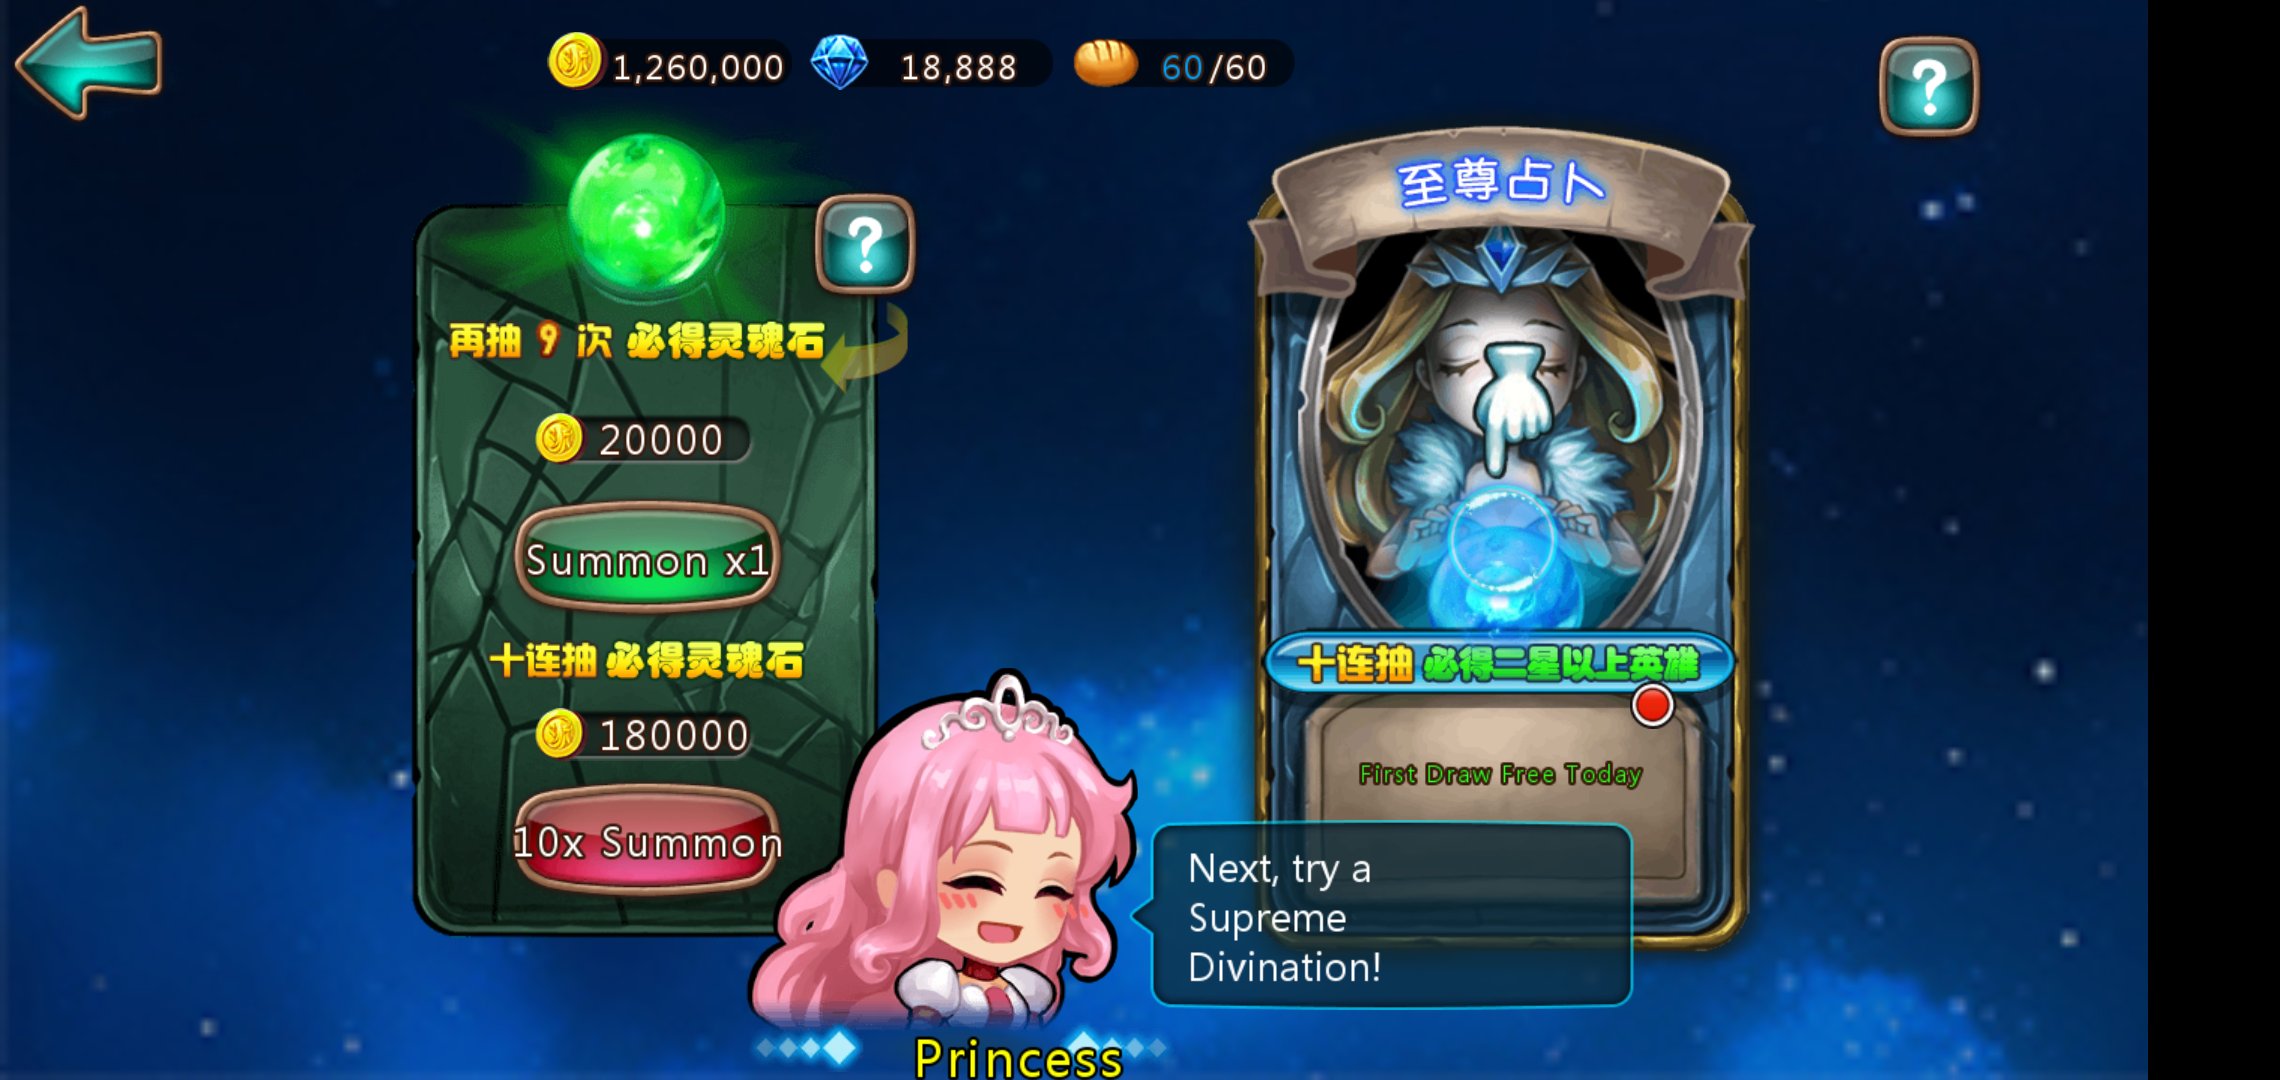 1,260,000
18,888
60/60
?
至尊占卜
?
再抽 9 次 必得灵魂石
20000
Summon x1
十连抽 必得灵魂石
180000
10x Summon
十连抽 必得二星以上英雄
First Draw Free Today
Next, try a
Supreme
Divination!
Princess